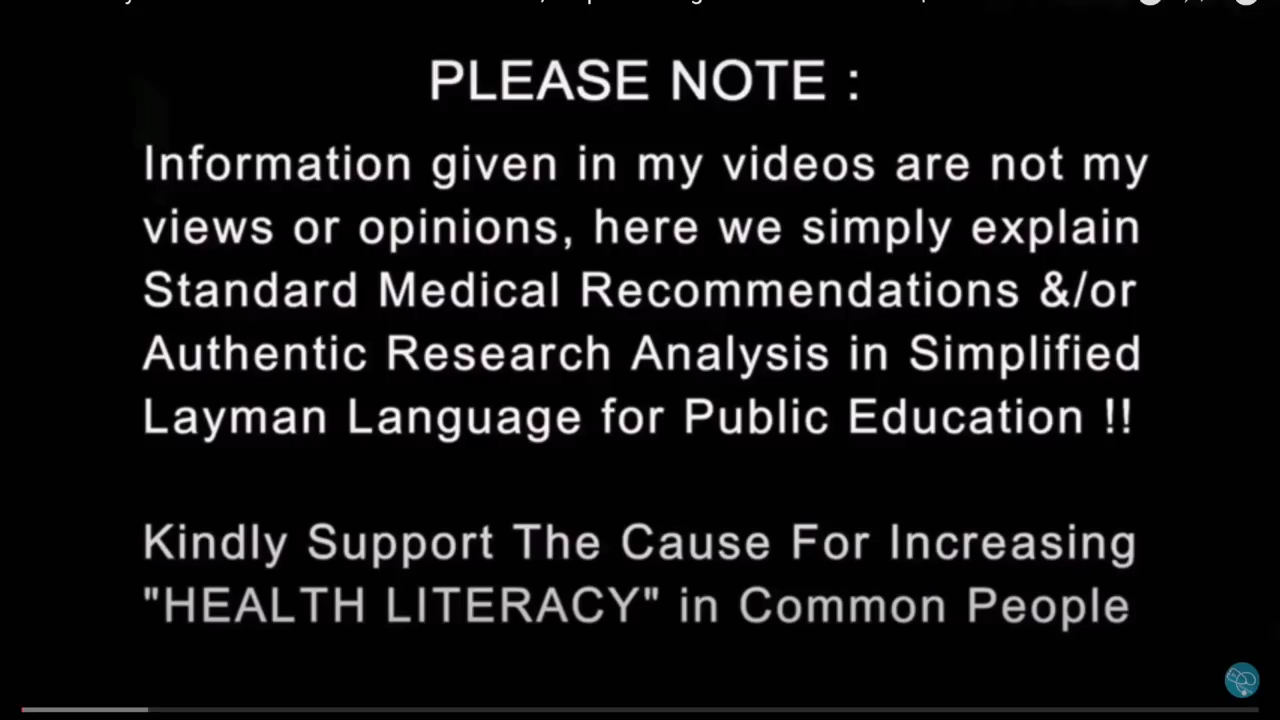 PLEASE NOTE :
Information given in my videos are not my
views or opinions, here we simply explain
Standard Medical Recommendations &/or
Authentic Research Analysis in Simplified
Layman Language for Public Education !!
Kindly Support The Cause For Increasing
"HEALTH LITERACY" in Common People